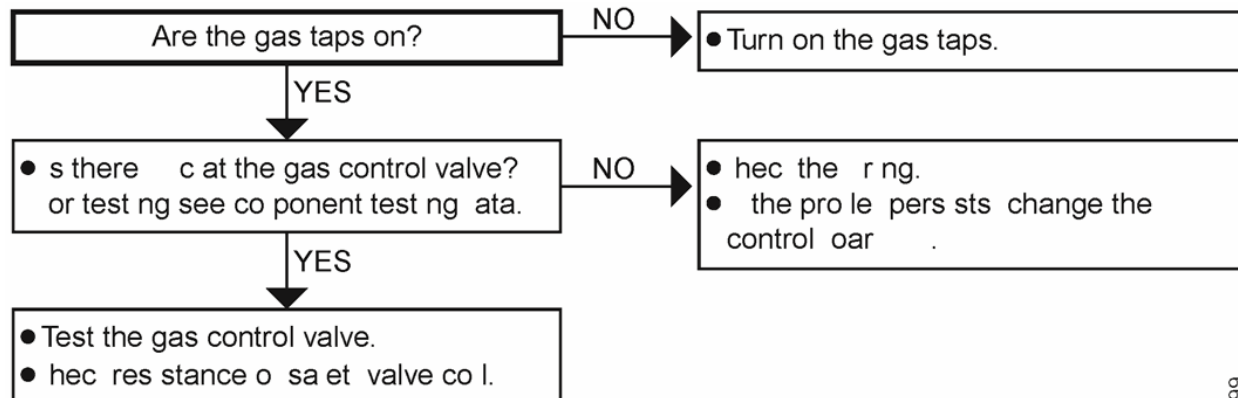 Are the gas taps on?
NO
● Turn on the gas taps.
YES
● s there c at the gas control valve?
or test ng see co ponent test ng ata.
NO
● hec the r ng.
● the pro le pers sts change the
control oar .
YES
● Test the gas control valve.
● hec res stance o sa et valve co l.